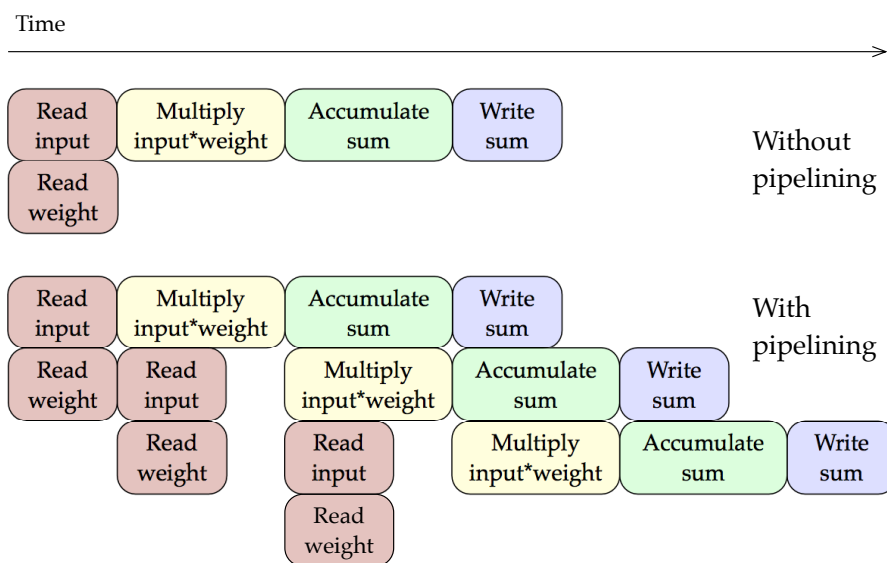 Time
Read
input
Multiply
input*weight
Accumulate
sum
Write
sum
Without
pipelining
Read
weight
Read
input
Multiply
input*weight
Accumulate
sum
Write
sum
With
pipelining
Read
weight
Read
input
Multiply
input*weight
Accumulate
sum
Write
sum
Read
weight
Read
input
Multiply
input*weight
Accumulate
sum
Write
sum
Read
weight